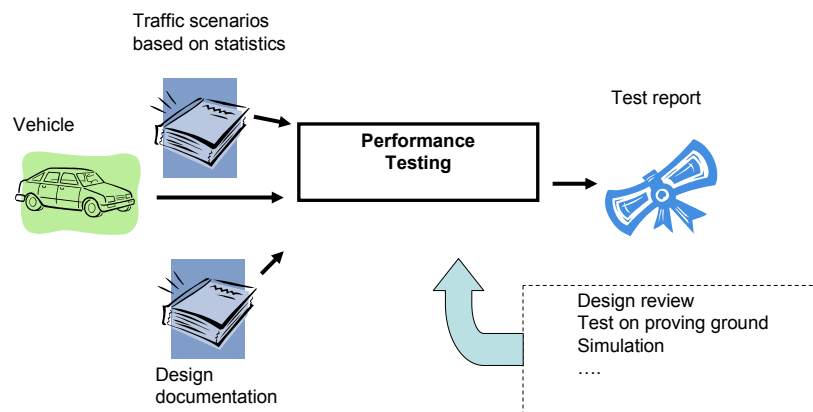 Traffic scenarios
based on statistics
Vehicle
Performance
Testing
Test report
Design
documentation
Design review
Test on proving ground
Simulation
….